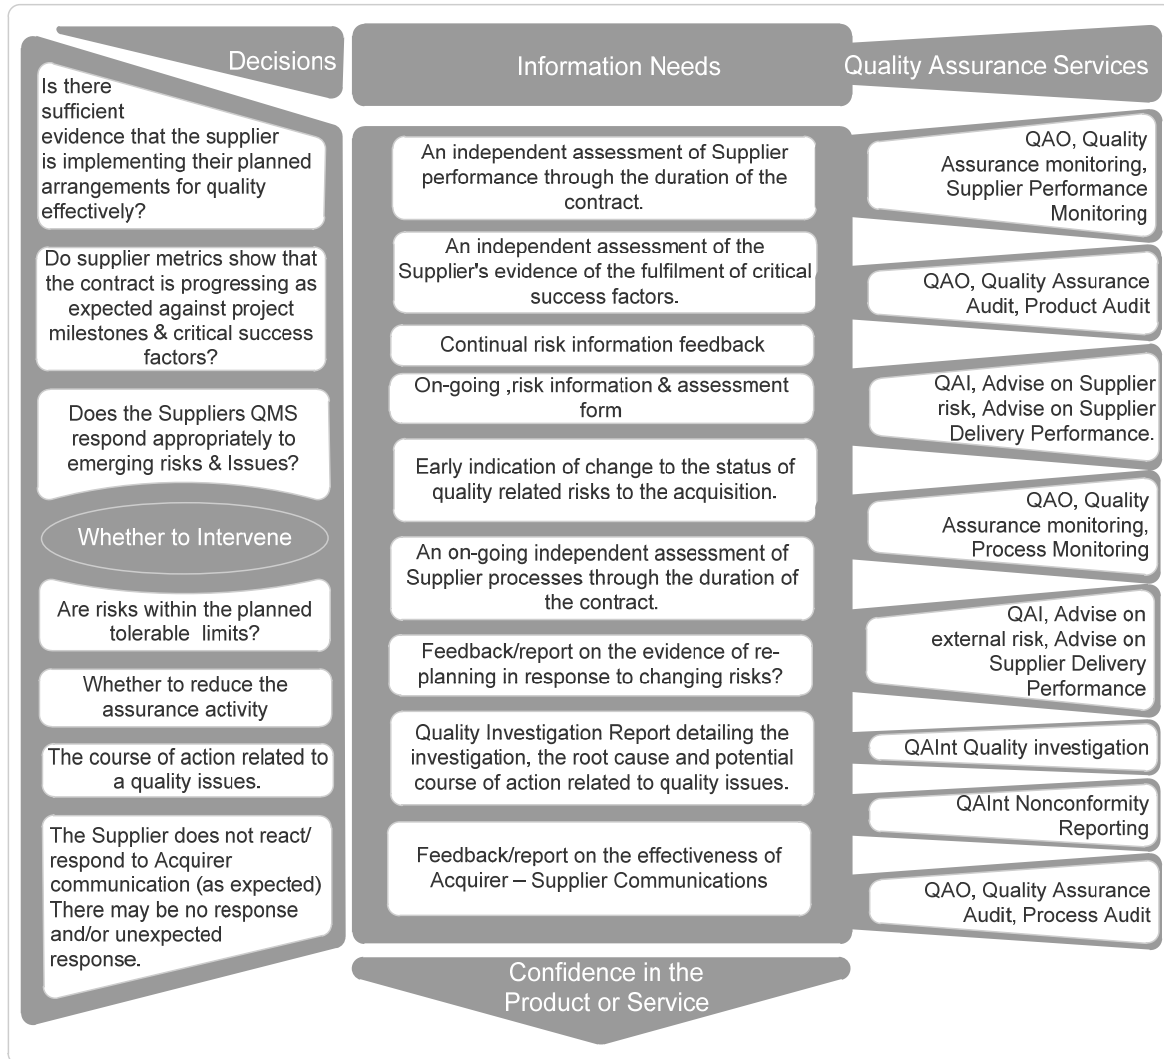 Decisions
Information Needs
Quality Assurance Services
Is there
sufficient
evidence that the supplier
is implementing their planned
arrangements for quality
effectively?
Do supplier metrics show that
the contract is progressing as
expected against project
milestones & critical success
factors?
Does the Suppliers QMS
respond appropriately to
emerging risks & Issues?
Whether to Intervene
Are risks within the planned
tolerable limits?
Whether to reduce the
assurance activity
The course of action related to
a quality issues.
The Supplier does not react/
respond to Acquirer
communication (as expected)
There may be no response
and/or unexpected
response.
An independent assessment of Supplier
performance through the duration of the
contract.
An independent assessment of the
Supplier's evidence of the fulfilment of critical
success factors.
Continual risk information feedback
On-going ,risk information & assessment
form
Early indication of change to the status of
quality related risks to the acquisition.
An on-going independent assessment of
Supplier processes through the duration of
the contract.
Feedback/report on the evidence of re-
planning in response to changing risks?
Quality Investigation Report detailing the
investigation, the root cause and potential
course of action related to quality issues.
Feedback/report on the effectiveness of
Acquirer – Supplier Communications
QAO, Quality
Assurance monitoring,
Supplier Performance
Monitoring
QAO, Quality Assurance
Audit, Product Audit
QAI, Advise on Supplier
risk, Advise on Supplier
Delivery Performance.
QAO, Quality
Assurance monitoring,
Process Monitoring
QAI, Advise on
external risk, Advise on
Supplier Delivery
Performance
QAInt Quality investigation
QAInt Nonconformity
Reporting
QAO, Quality Assurance
Audit, Process Audit
Confidence in the
Product or Service